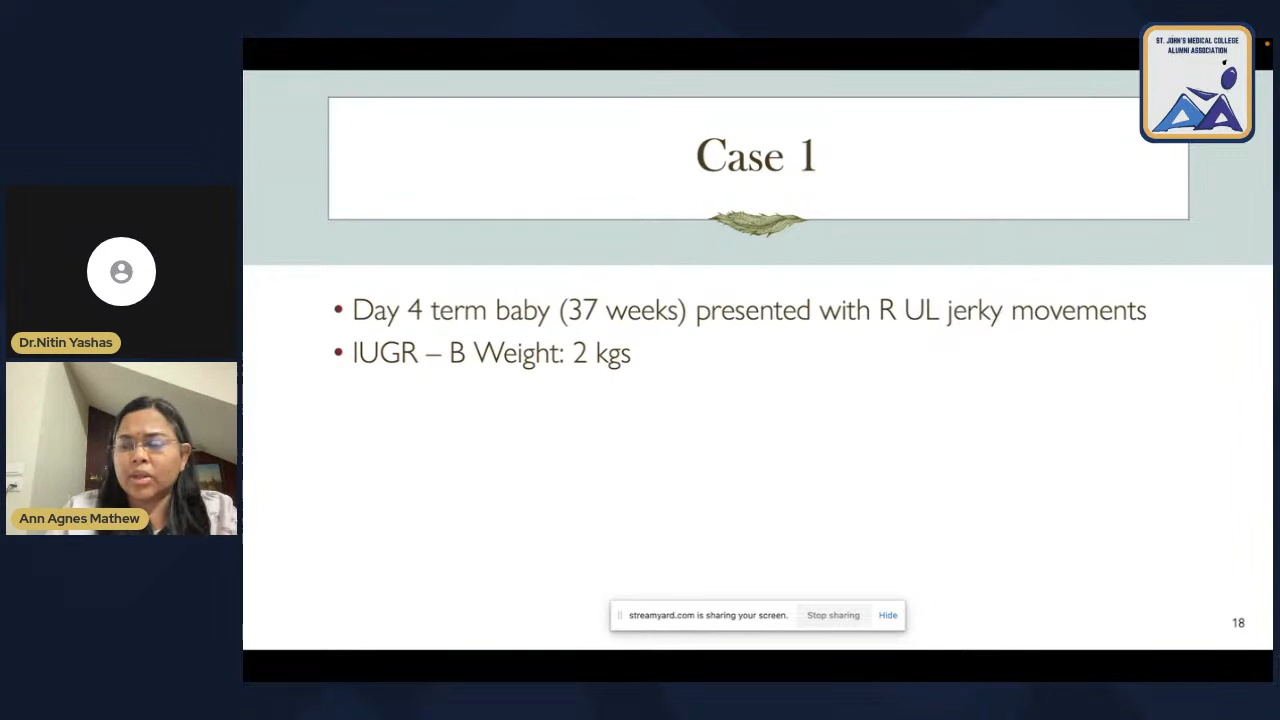 ST. JOHN'S MEDICAL COLLEGE
ALUMNI ASSOCIATION
Case 1
• Day 4 term baby (37 weeks) presented with R UL jerky movements
• IUGR – B Weight: 2 kgs
Dr.Nitin Yashas
Ann Agnes Mathew
streamyard.com is sharing your screen. Stop sharing Hide
18